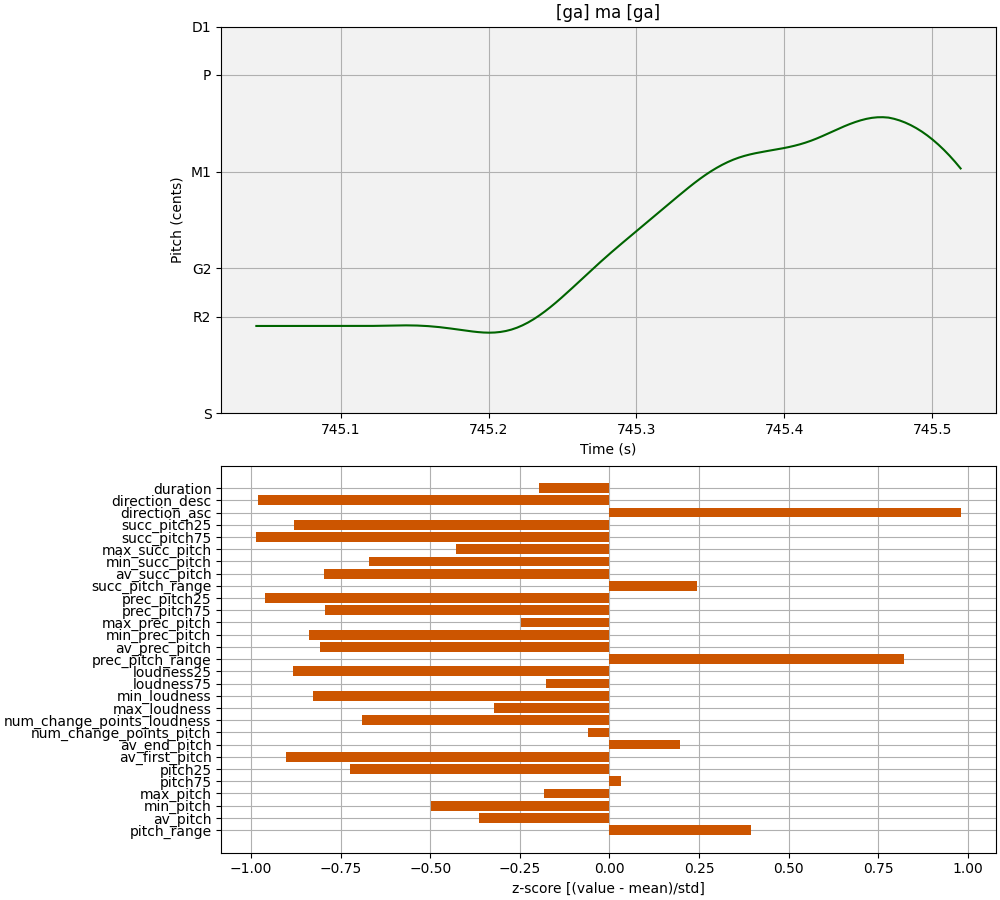 [ga] ma [ga]
D1
P
M1
G2
R2
S
Pitch (cents)
745.1 745.2 745.3 745.4 745.5
Time (s)
duration
direction_desc
direction_asc
succ_pitch25
succ_pitch75
max_succ_pitch
min_succ_pitch
av_succ_pitch
succ_pitch_range
prec_pitch25
prec_pitch75
max_prec_pitch
min_prec_pitch
av_prec_pitch
prec_pitch_range
loudness25
loudness75
min_loudness
max_loudness
num_change_points_loudness
num_change_points_pitch
av_end_pitch
av_first_pitch
pitch25
pitch75
max_pitch
min_pitch
av_pitch
pitch_range
−1.00 −0.75 −0.50 −0.25 0.00 0.25 0.50 0.75 1.00
z-score [(value - mean)/std]